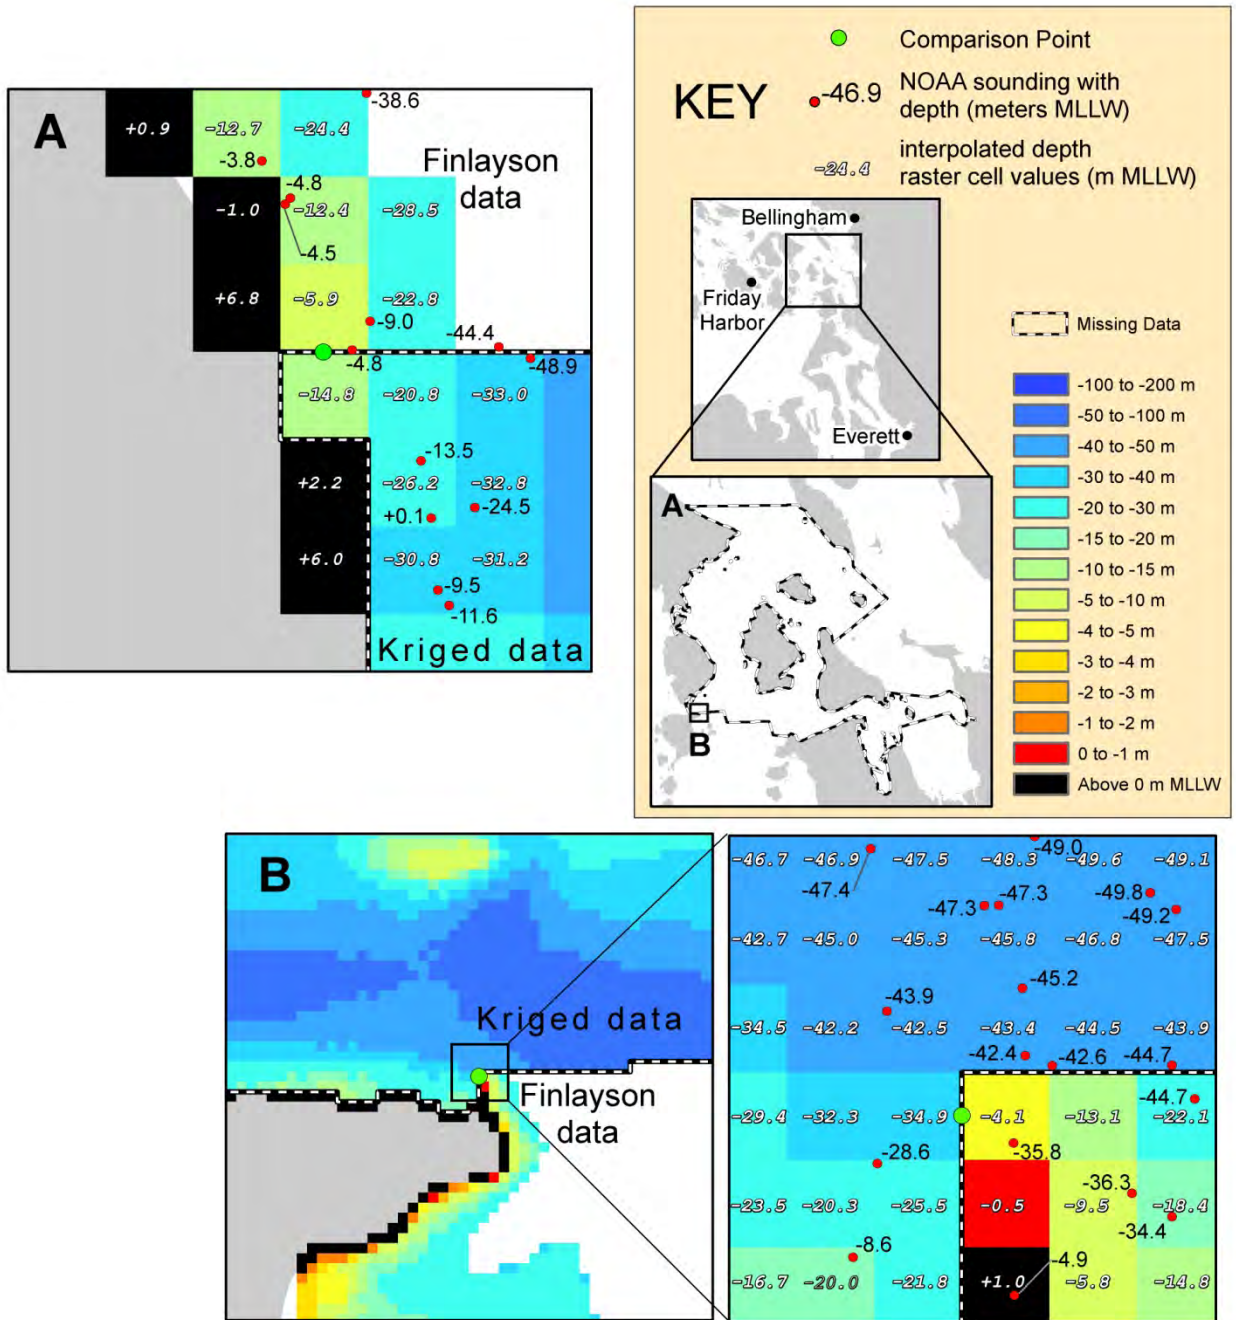 A
+0.9
-12.7
-24.4
-38.6
-3.8
Finlayson
data
-4.8
-1.0
-12.4
-28.5
-4.5
+6.8
-5.9
-22.8
-9.0
-44.4
-4.8
-48.9
-14.8
-20.8
-33.0
-13.5
+2.2
-26.2
-32.8
+0.1
-24.5
+6.0
-30.8
-31.2
-9.5
-11.6
Kriged data
KEY
Comparison Point
-46.9
NOAA sounding with
depth (meters MLLW)
-24.4
interpolated depth
raster cell values (m MLLW)
Bellingham
Friday
Harbor
Everett
A
B
Missing Data
-100 to -200 m
-50 to -100 m
-40 to -50 m
-30 to -40 m
-20 to -30 m
-15 to -20 m
-10 to -15 m
-5 to -10 m
-4 to -5 m
-3 to -4 m
-2 to -3 m
-1 to -2 m
0 to -1 m
Above 0 m MLLW
B
Kriged data
Finlayson
data
-46.7 -46.9 -47.5 -48.3 -49.6 -49.1
-49.0
-47.4
-47.3
-47.3
-49.8
-49.2
-42.7 -45.0 -45.3 -45.8 -46.8 -47.5
-45.2
-43.9
-34.5 -42.2 -42.5 -43.4 -44.5 -43.9
-42.4
-42.6
-44.7
-44.7
-29.4 -32.3 -34.9 -4.1 -13.1 -22.1
-28.6
-35.8
-36.3
-23.5 -20.3 -25.5 -0.5 -9.5 -18.4
-34.4
-8.6
-4.9
-16.7 -20.0 -21.8 +1.0 -5.8 -14.8